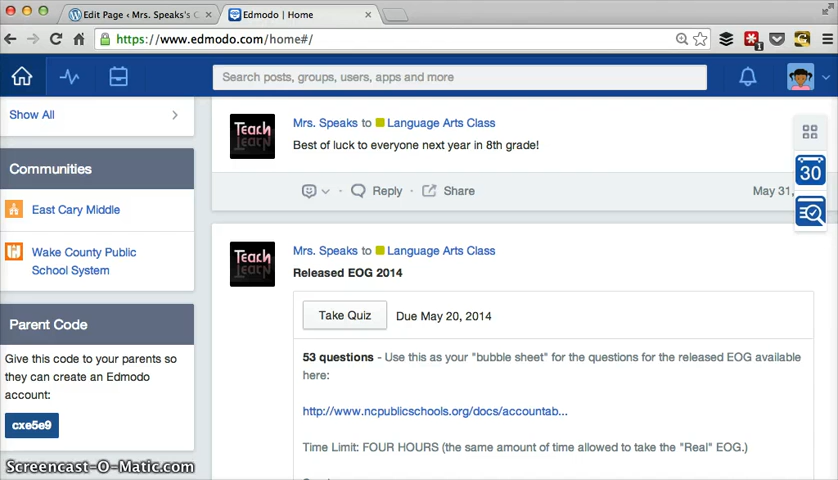 Edit Page ‹ Mrs. Speaks's
Edmodo | Home
https://www.edmodo.com/home#/
1
Search posts, groups, users, apps and more
Show All
Communities
East Cary Middle
Wake County Public
School System
Parent Code
Give this code to your parents so
they can create an Edmodo
account:
cxe5e9
Teach
Learn
Mrs. Speaks to Language Arts Class
Best of luck to everyone next year in 8th grade!
Reply · Share
May 31,
30
Teach
Learn
Mrs. Speaks to Language Arts Class
Released EOG 2014
Take Quiz Due May 20, 2014
53 questions - Use this as your "bubble sheet" for the questions for the released EOG available
here:
http://www.ncpublicschools.org/docs/accountab...
Time Limit: FOUR HOURS (the same amount of time allowed to take the "Real" EOG.)
Screencast-O-Matic.com